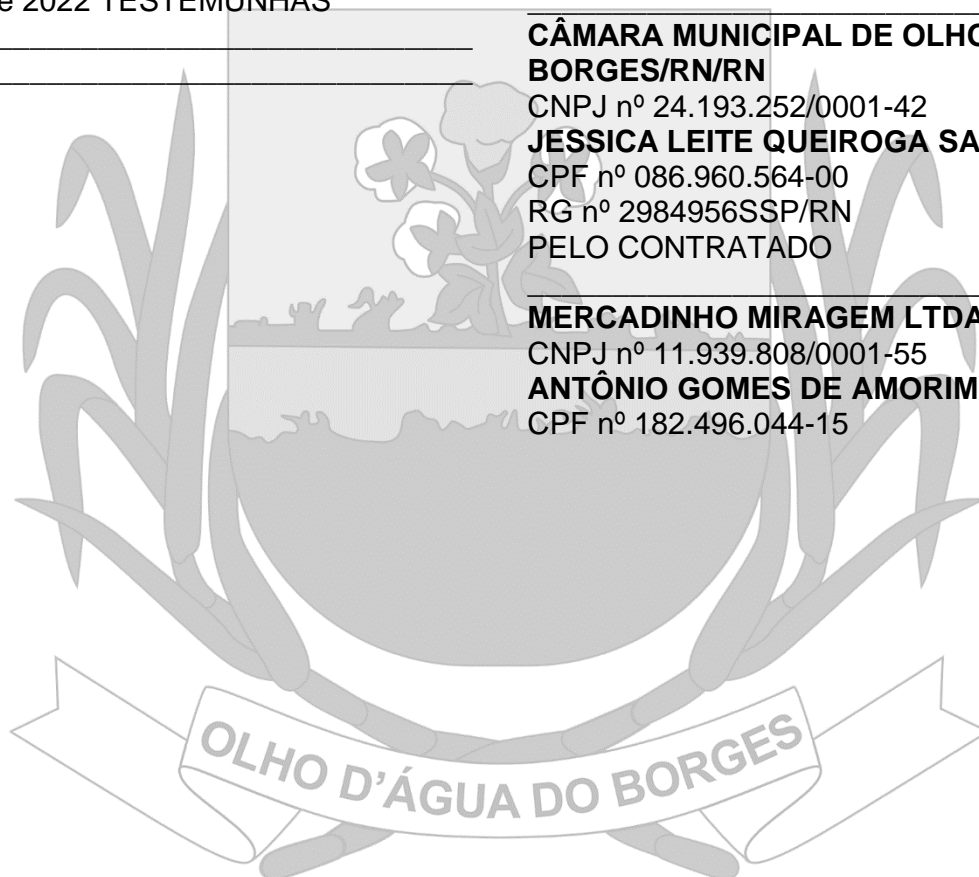 e 2022 TESTEMUNHAS
CÂMARA MUNICIPAL DE OLHO
BORGES/RN/RN
CNPJ nº 24.193.252/0001-42
JESSICA LEITE QUEIROGA SA
CPF nº 086.960.564-00
RG nº 2984956SSP/RN
PELO CONTRATADO
MERCADINHO MIRAGEM LTDA
CNPJ nº 11.939.808/0001-55
ANTÔNIO GOMES DE AMORIM
CPF nº 182.496.044-15
OLHO D’ÁGUA DO BORGES